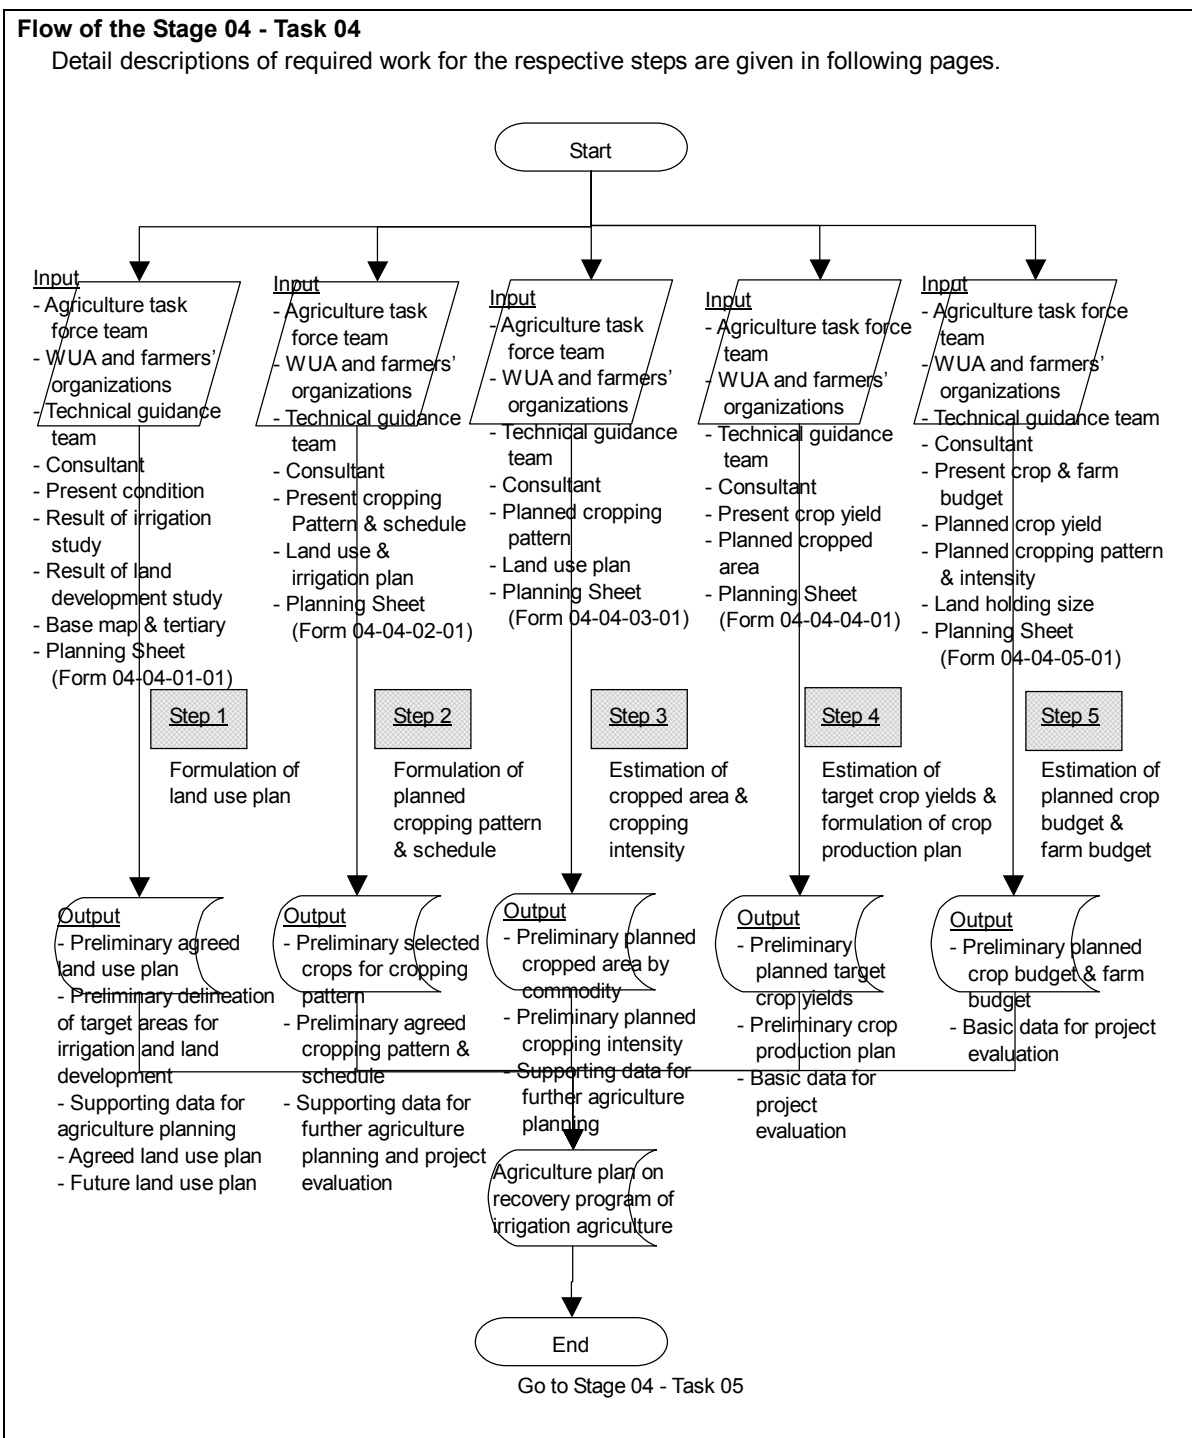 Flow of the Stage 04 - Task 04
Detail descriptions of required work for the respective steps are given in following pages.
Start
Input
- Agriculture task
force team
- WUA and farmers'
organizations
- Technical guidance
team
- Consultant
- Present condition
- Result of irrigation
study
- Result of land
development study
- Base map & tertiary
- Planning Sheet
(Form 04-04-01-01)
Input
- Agriculture task
force team
- WUA and farmers'
organizations
- Technical guidance
team
- Consultant
- Present cropping
Pattern & schedule
- Land use &
irrigation plan
- Planning Sheet
(Form 04-04-02-01)
Input
- Agriculture task
force team
- WUA and farmers'
organizations
- Technical guidance
team
- Consultant
- Planned cropping
pattern
- Land use plan
- Planning Sheet
(Form 04-04-03-01)
Input
- Agriculture task force
team
- WUA and farmers'
organizations
- Technical guidance
team
- Consultant
- Present crop yield
- Planned cropped
area
- Planning Sheet
(Form 04-04-04-01)
Input
- Agriculture task force
team
- WUA and farmers'
organizations
- Technical guidance team
- Consultant
- Present crop & farm
budget
- Planned crop yield
- Planned cropping pattern
& intensity
- Land holding size
- Planning Sheet
(Form 04-04-05-01)
Step 1
Formulation of
land use plan
Step 2
Formulation of
planned
cropping pattern
& schedule
Step 3
Estimation of
cropped area &
cropping
intensity
Step 4
Estimation of
target crop yields &
formulation of crop
production plan
Step 5
Estimation of
planned crop
budget &
farm budget
Output
- Preliminary agreed
land use plan
- Preliminary delineation
of target areas for
irrigation and land
development
- Supporting data for
agriculture planning
- Agreed land use plan
- Future land use plan
Output
- Preliminary selected
crops for cropping
pattern
- Preliminary agreed
cropping pattern &
schedule
- Supporting data for
further agriculture
planning and project
evaluation
Output
- Preliminary planned
cropped area by
commodity
- Preliminary planned
cropping intensity
- Supporting data for
further agriculture
planning
Output
- Preliminary
planned target
crop yields
- Preliminary crop
production plan
- Basic data for
project
evaluation
Output
- Preliminary planned
crop budget & farm
budget
- Basic data for project
evaluation
Agriculture plan on
recovery program of
irrigation agriculture
End
Go to Stage 04 - Task 05